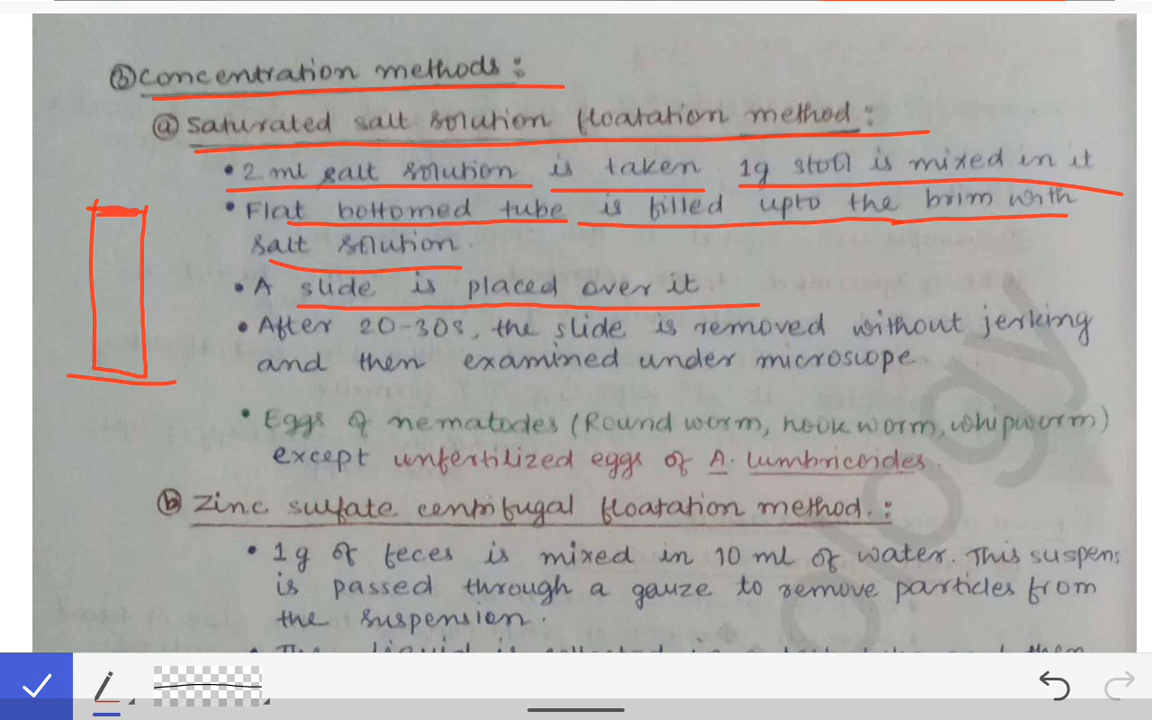 ⓑ concentration methods :
ⓐ saturated salt solution floatation method :
• 2 ml salt solution is taken 1g stool is mixed in it
• Flat bottomed tube is filled upto the brim with
salt solution.
• A slide is placed over it
• After 20-30s, the slide is removed without jerking
and then examined under microscope
• Eggs of nematodes (Round worm, hook worm, whipworm)
except unfertilized eggs of A. lumbricoides.
ⓑ Zinc sulfate centrifugal floatation method. :
• 1g of feces is mixed in 10 ml of water. This suspens
is passed through a gauze to remove particles from
the suspension.
ology